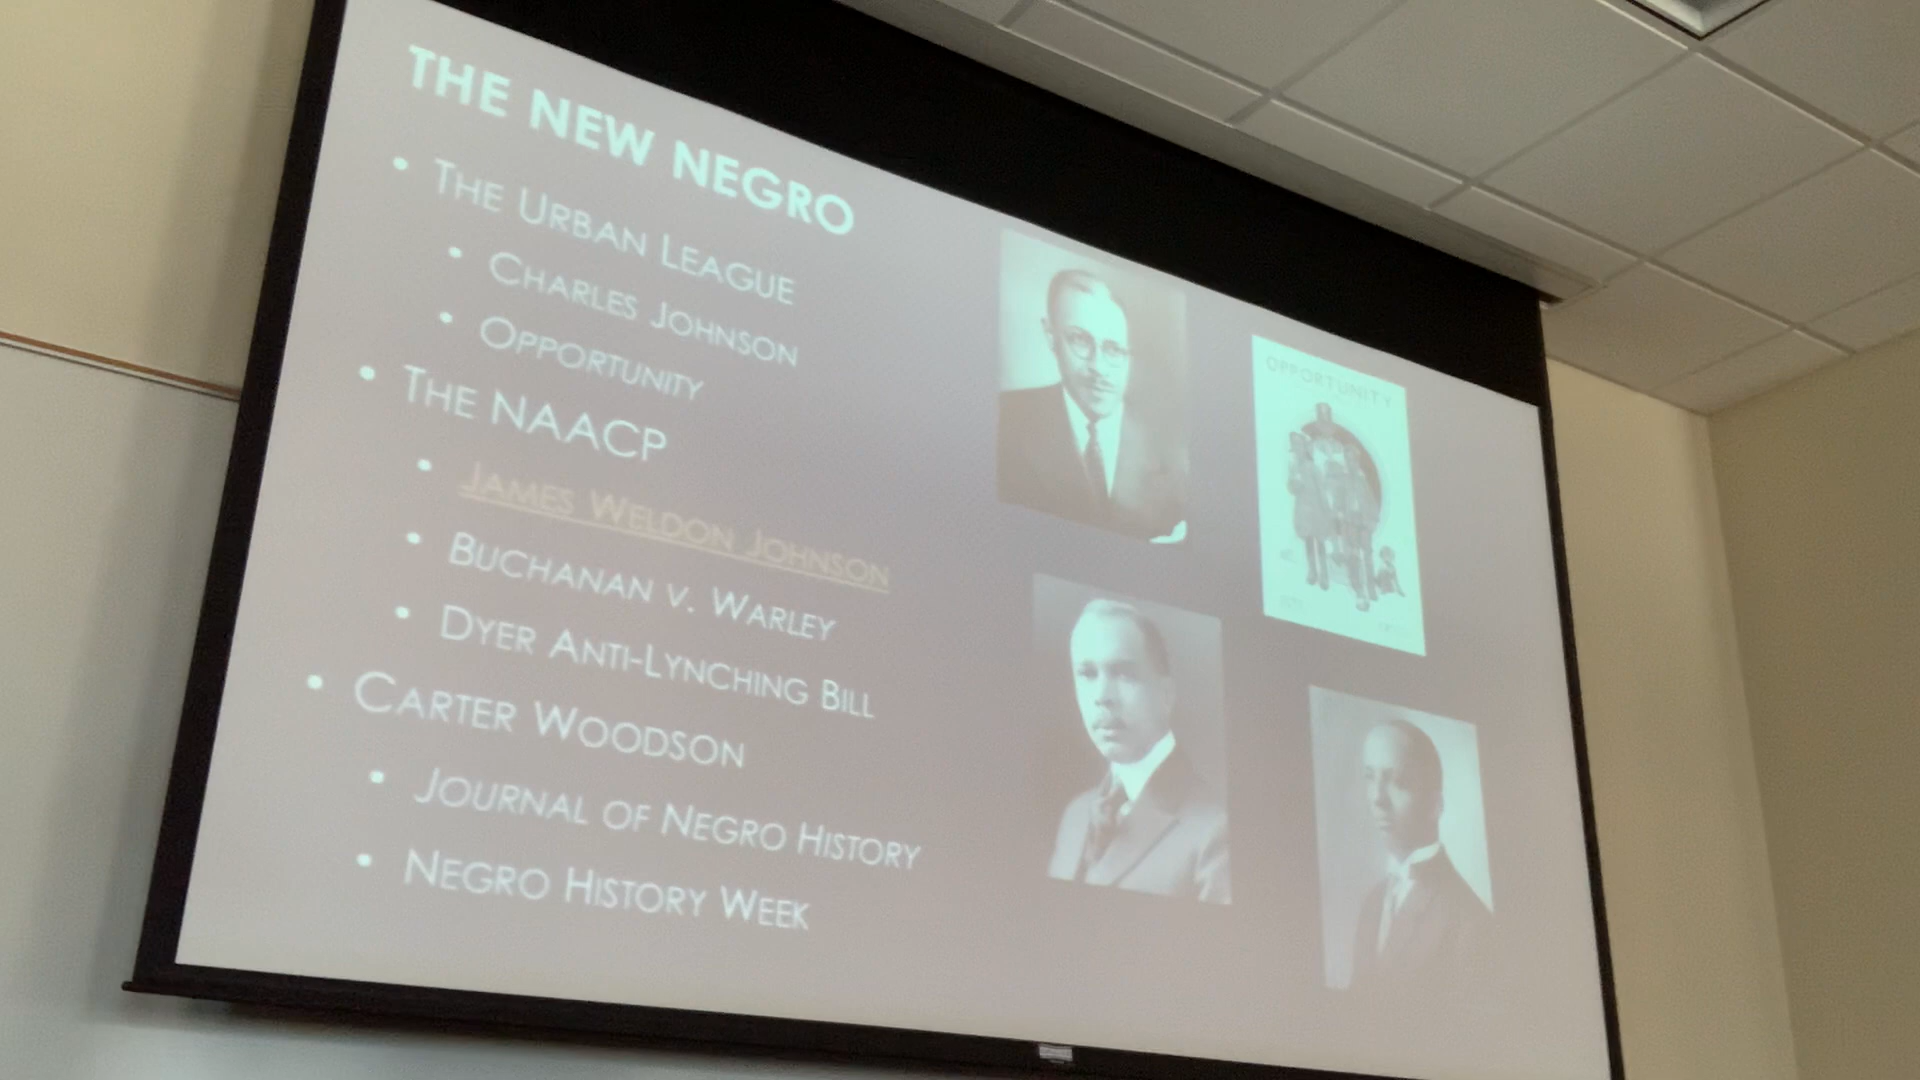 THE NEW NEGRO
• THE URBAN LEAGUE
• CHARLES JOHNSON
• OPPORTUNITY
• THE NAACP
• JAMES WELDON JOHNSON
• BUCHANAN V. WARLEY
• DYER ANTI-LYNCHING BILL
• CARTER WOODSON
• JOURNAL OF NEGRO HISTORY
• NEGRO HISTORY WEEK
OPPORTUNITY